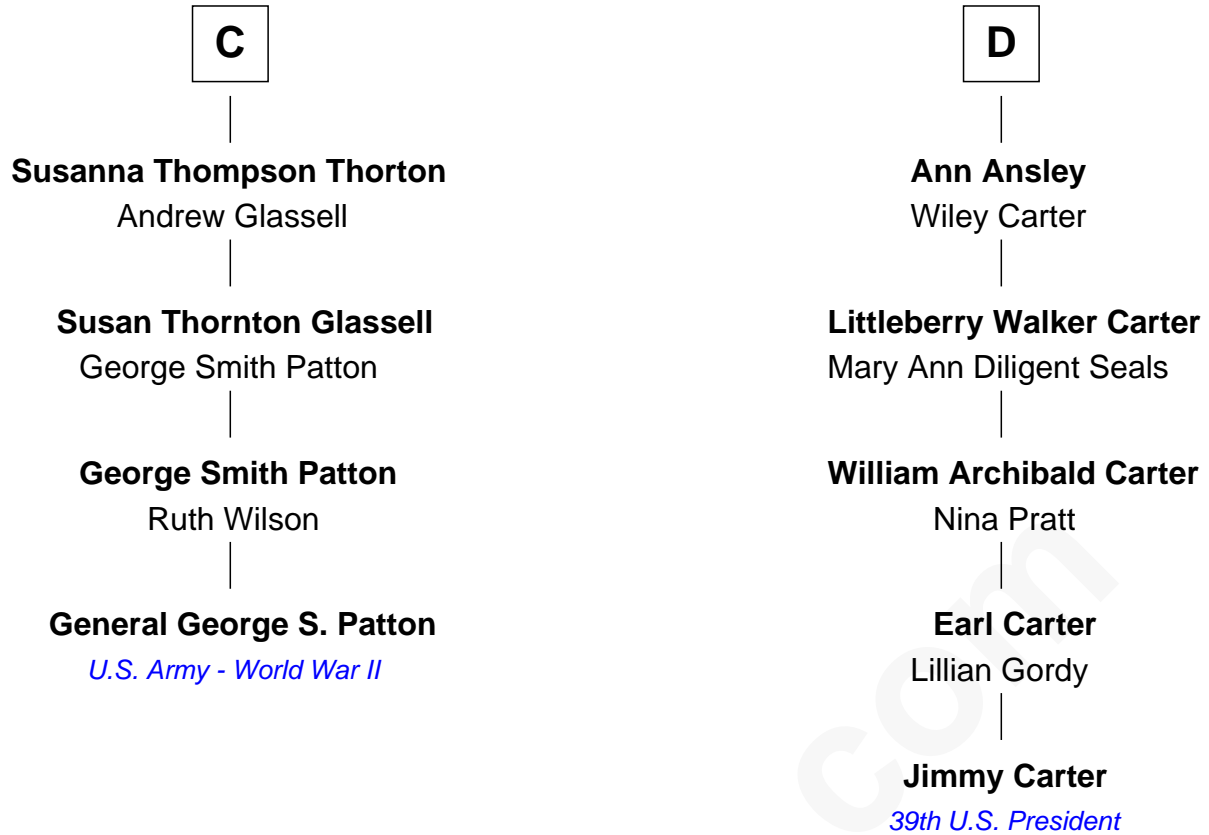 C
Susanna Thompson Thorton
Andrew Glassell
Susan Thornton Glassell
George Smith Patton
George Smith Patton
Ruth Wilson
General George S. Patton
U.S. Army - World War II
D
Ann Ansley
Wiley Carter
Littleberry Walker Carter
Mary Ann Diligent Seals
William Archibald Carter
Nina Pratt
Earl Carter
Lillian Gordy
Jimmy Carter
39th U.S. President
com